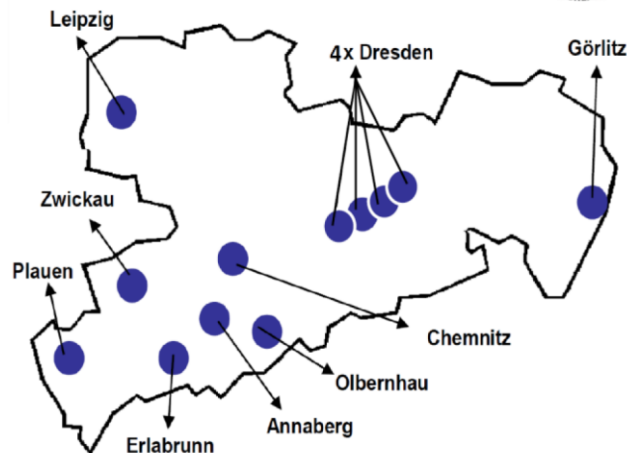 Leipzig
4x Dresden
Görlitz
Zwickau
Plauen
Chemnitz
Olbernhau
Annaberg
Erlabrunn